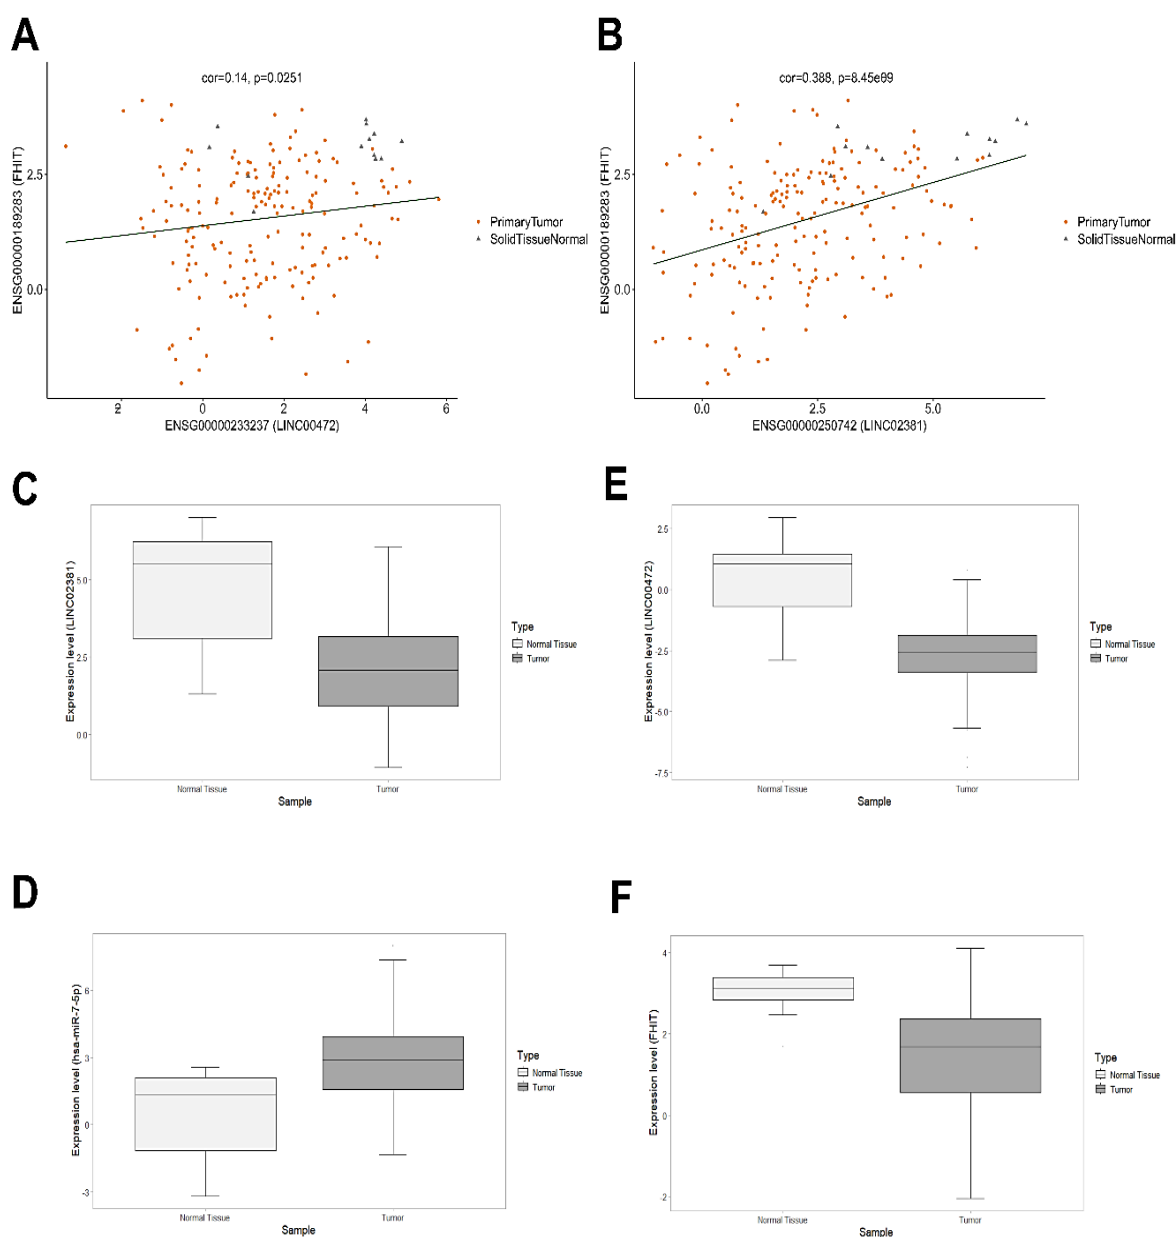 A
cor=0.14, p=0.0251
ENSG00000189283 (FHIT)
2.5
0.0
2
0
2
4
6
ENSG00000233237 (LINC00472)
PrimaryTumor
SolidTissueNormal
B
cor=0.388, p=8.45e09
ENSG00000189283 (FHIT)
2.5
0.0
0.0
2.5
5.0
ENSG00000250742 (LINC02381)
PrimaryTumor
SolidTissueNormal
C
Expression level (LINC02381)
5.0
2.5
0.0
Normal Tissue
Tumor
Sample
Type
Normal Tissue
Tumor
E
Expression level (LINC00472)
2.5
0.0
-2.5
-5.0
-7.5
Normal Tissue
Tumor
Sample
Type
Normal Tissue
Tumor
D
Expression level (hsa-miR-7-5p)
6
3
0
-3
Normal Tissue
Tumor
Sample
Type
Normal Tissue
Tumor
F
Expression level (FHIT)
4
2
0
-2
Normal Tissue
Tumor
Sample
Type
Normal Tissue
Tumor